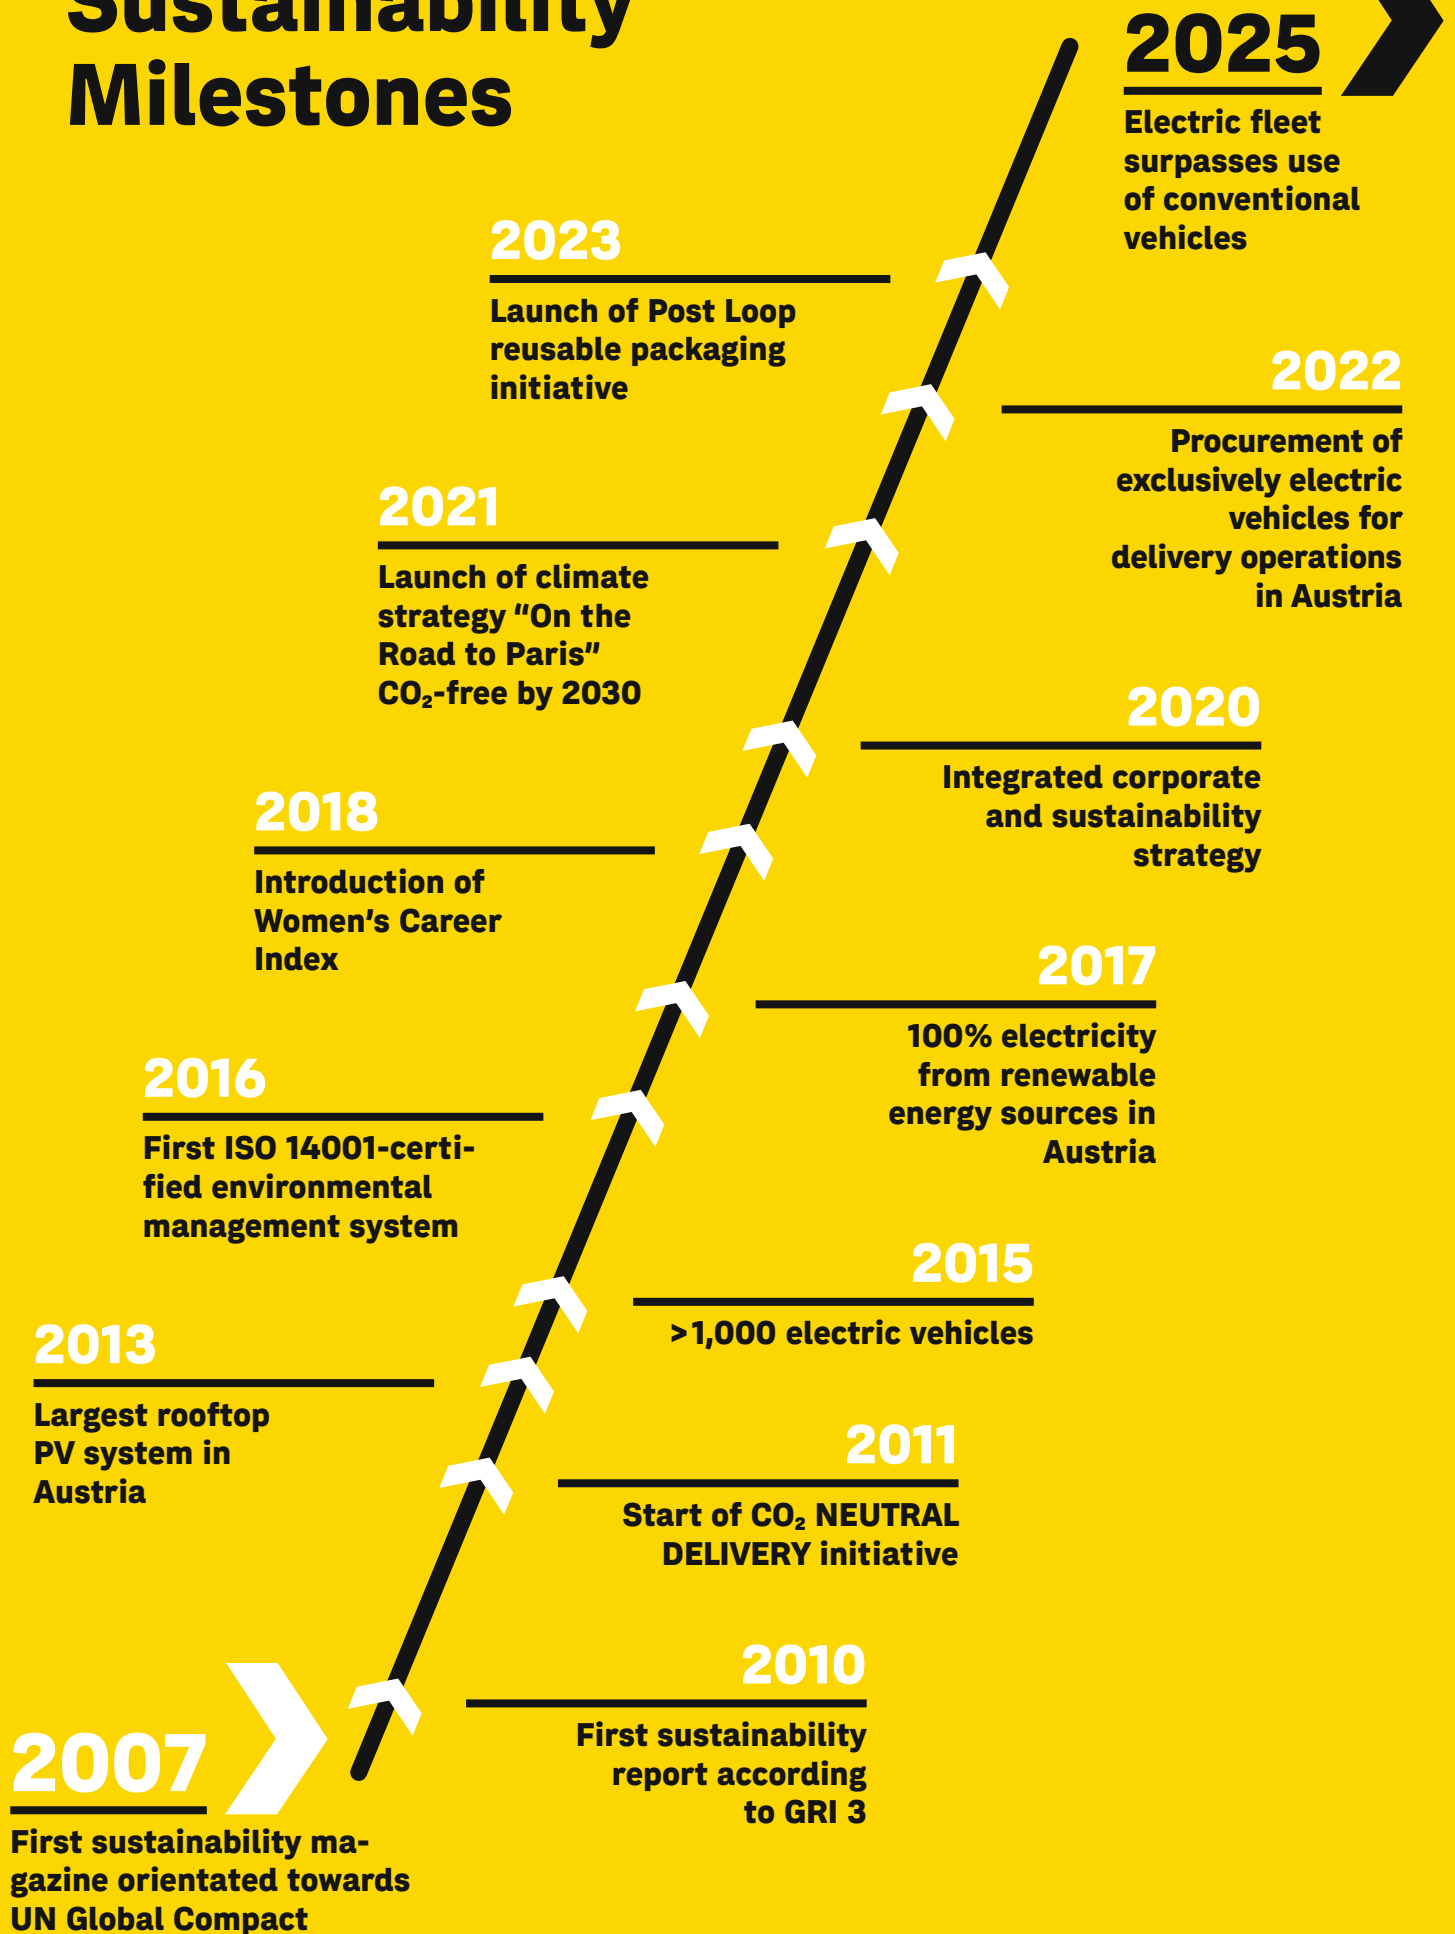 Sustainability
Milestones
2025
Electric fleet
surpasses use
of conventional
vehicles
2023
Launch of Post Loop
reusable packaging
initiative
2022
Procurement of
exclusively electric
vehicles for
delivery operations
in Austria
2021
Launch of climate
strategy “On the
Road to Paris”
CO₂-free by 2030
2020
Integrated corporate
and sustainability
strategy
2018
Introduction of
Women’s Career
Index
2017
100% electricity
from renewable
energy sources in
Austria
2016
First ISO 14001-certi-
fied environmental
management system
2015
>1,000 electric vehicles
2013
Largest rooftop
PV system in
Austria
2011
Start of CO₂ NEUTRAL
DELIVERY initiative
2010
First sustainability
report according
to GRI 3
2007
First sustainability ma-
gazine orientated towards
UN Global Compact